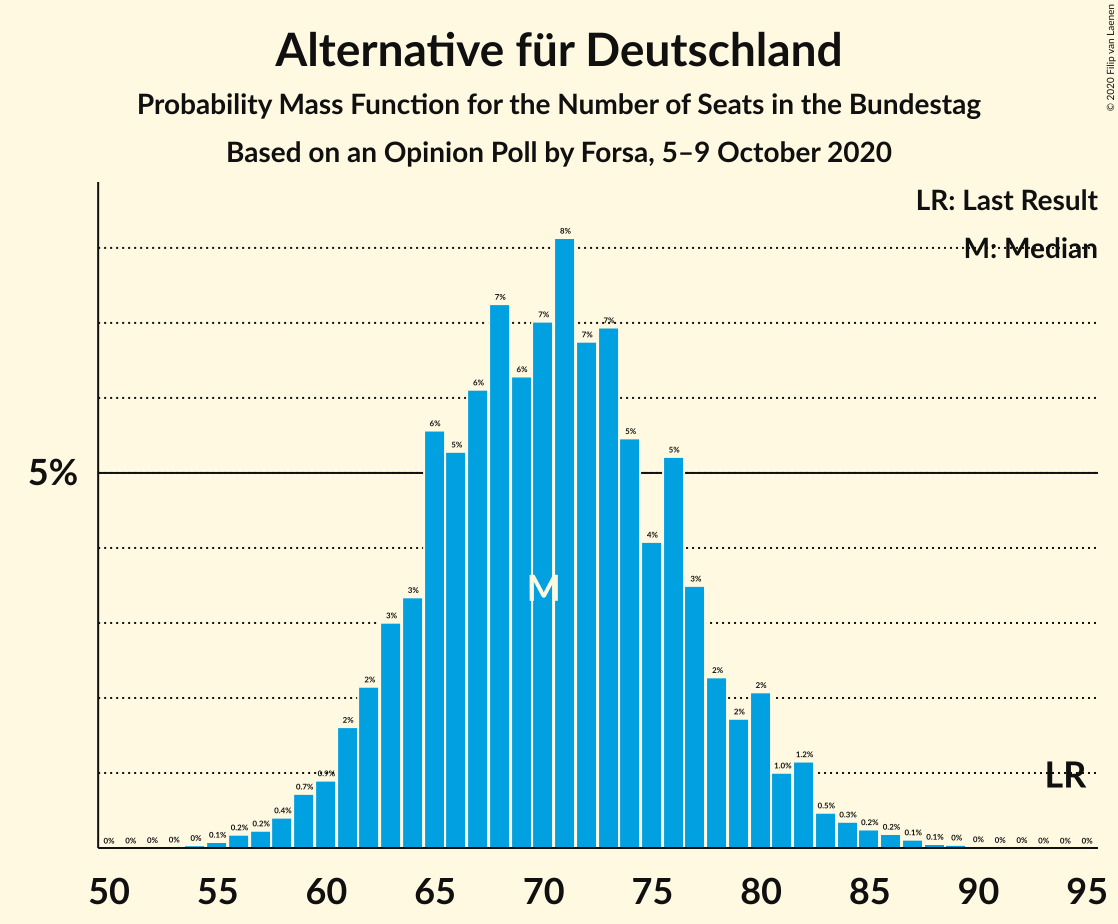 Alternative für Deutschland
Probability Mass Function for the Number of Seats in the Bundestag
Based on an Opinion Poll by Forsa, 5–9 October 2020
© 2020 Filip van Laenen
LR: Last Result
M: Median
5%
0% 0% 0% 0% 0% 0.1% 0.2% 0.2% 0.4% 0.7% 0.9% 2% 2% 3% 3% 6% 5% 6% 7% 6% 7% 8% 7% 7% 5% 4% 5% 3% 2% 2% 2% 1.0% 1.2% 0.5% 0.3% 0.2% 0.2% 0.1% 0.1% 0% 0% 0% 0% 0% 0% 0%
M
LR
50 55 60 65 70 75 80 85 90 95